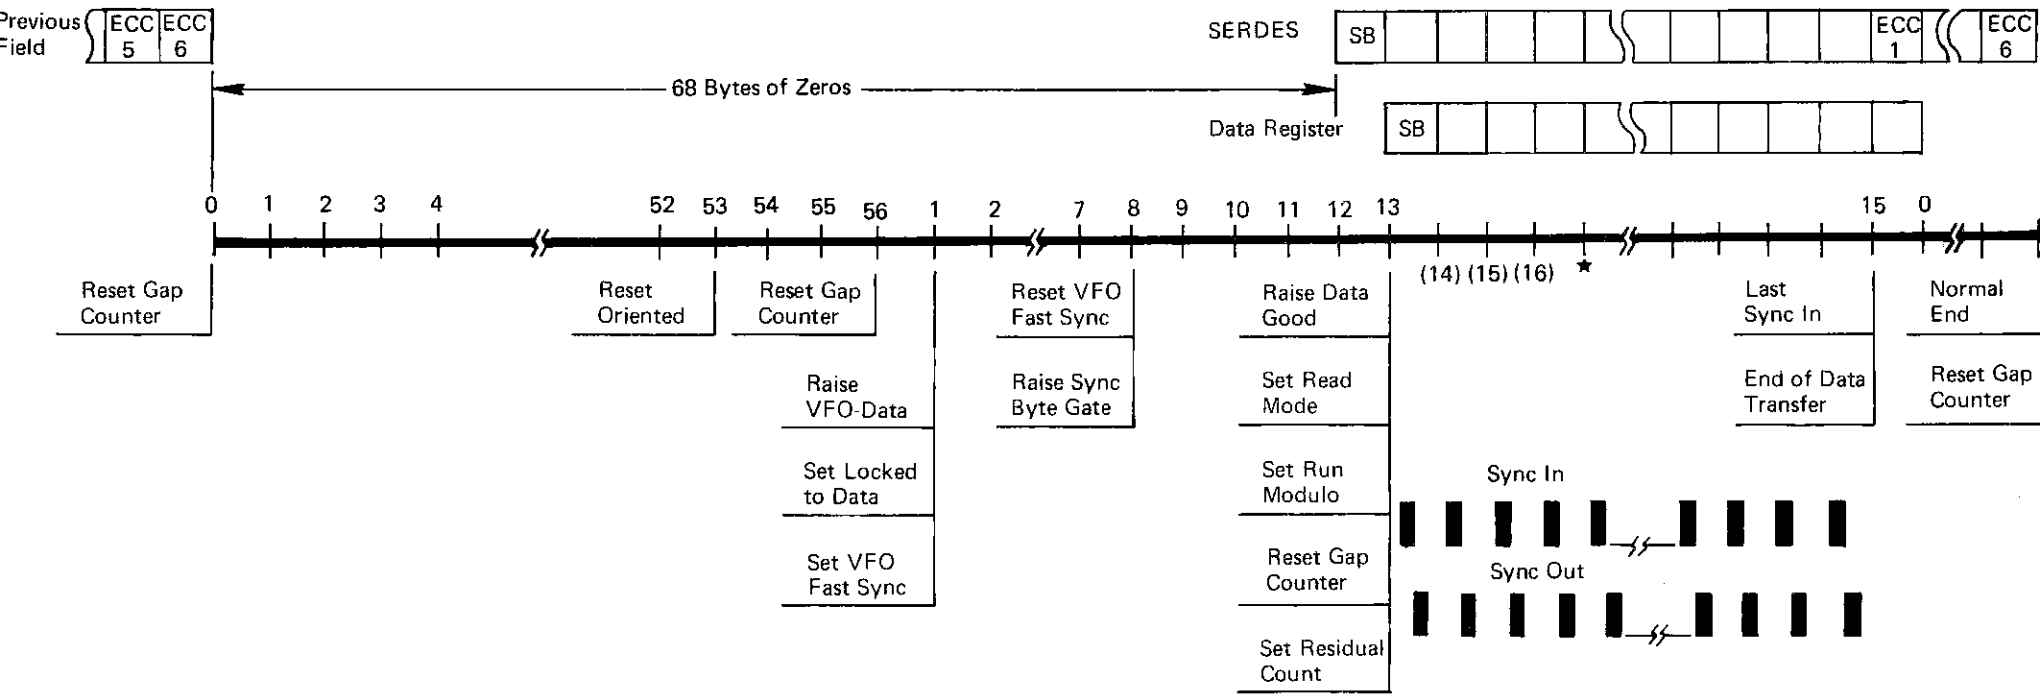 Previous Field
ECC 5
ECC 6
SERDES
SB
ECC 1
ECC 6
68 Bytes of Zeros
Data Register
SB
0 1 2 3 4 52 53 54 55 56 1 2 7 8 9 10 11 12 13 15 0
(14) (15) (16) ★
Reset Gap
Counter
Reset
Oriented
Reset Gap
Counter
Raise
VFO-Data
Set Locked
to Data
Set VFO
Fast Sync
Reset VFO
Fast Sync
Raise Sync
Byte Gate
Raise Data
Good
Set Read
Mode
Set Run
Modulo
Reset Gap
Counter
Set Residual
Count
Last
Sync In
End of Data
Transfer
Normal
End
Reset Gap
Counter
Sync In
Sync Out